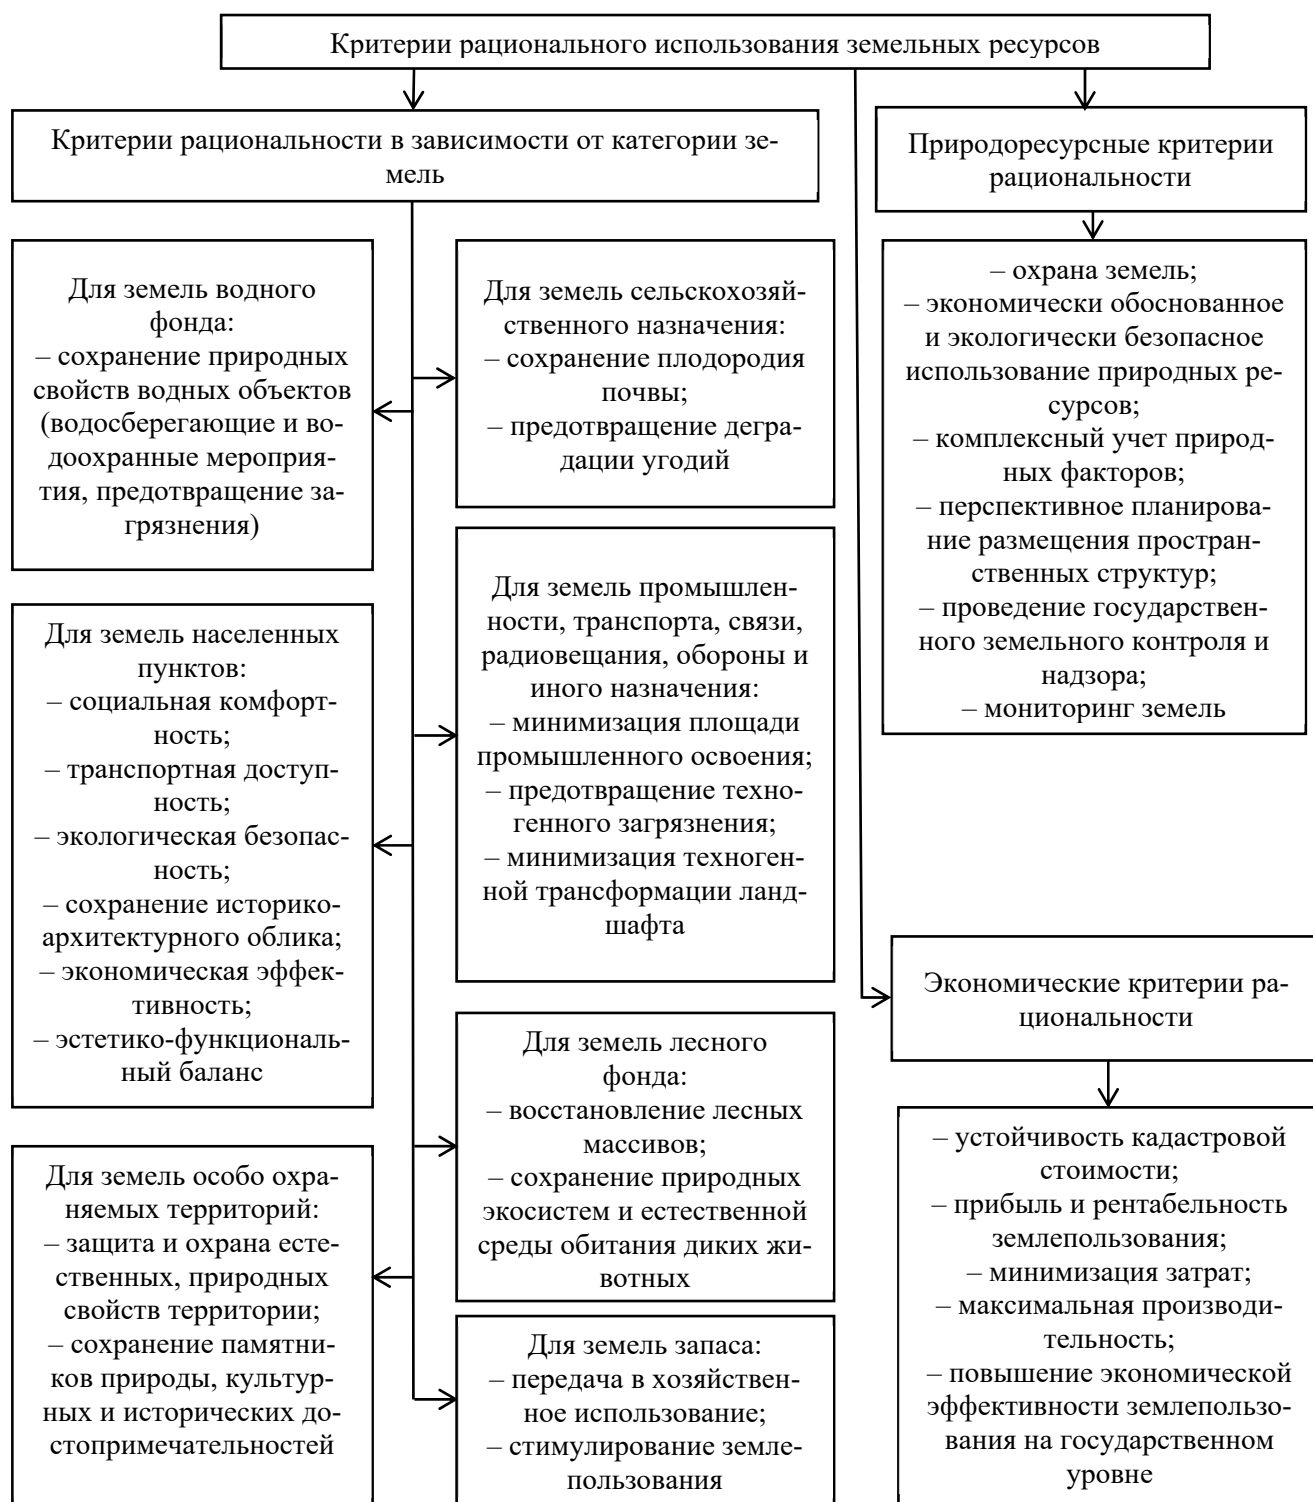 Критерии рационального использования земельных ресурсов
Критерии рациональности в зависимости от категории зе-
мель
Природоресурсные критерии
рациональности
Для земель водного
фонда:
– сохранение природных
свойств водных объектов
(водосберегающие и во-
доохранные мероприя-
тия, предотвращение за-
грязнения)
Для земель сельскохозяй-
ственного назначения:
– сохранение плодородия
почвы;
– предотвращение дегра-
дации угодий
– охрана земель;
– экономически обоснованное
и экологически безопасное
использование природных ре-
сурсов;
– комплексный учет природ-
ных факторов;
– перспективное планирова-
ние размещения простран-
ственных структур;
– проведение государствен-
ного земельного контроля и
надзора;
– мониторинг земель
Для земель населенных
пунктов:
– социальная комфорт-
ность;
– транспортная доступ-
ность;
– экологическая безопас-
ность;
– сохранение историко-
архитектурного облика;
– экономическая эффек-
тивность;
– эстетико-функциональ-
ный баланс
Для земель промышлен-
ности, транспорта, связи,
радиовещания, обороны и
иного назначения:
– минимизация площади
промышленного освоения;
– предотвращение техно-
генного загрязнения;
– минимизация техноген-
ной трансформации ланд-
шафта
Экономические критерии ра-
циональности
Для земель лесного
фонда:
– восстановление лесных
массивов;
– сохранение природных
экосистем и естественной
среды обитания диких жи-
вотных
– устойчивость кадастровой
стоимости;
– прибыль и рентабельность
землепользования;
– минимизация затрат;
– максимальная производи-
тельность;
– повышение экономической
эффективности землепользо-
вания на государственном
уровне
Для земель особо охра-
няемых территорий:
– защита и охрана есте-
ственных, природных
свойств территории;
– сохранение памятни-
ков природы, культур-
ных и исторических до-
стопримечательностей
Для земель запаса:
– передача в хозяйствен-
ное использование;
– стимулирование земле-
пользования